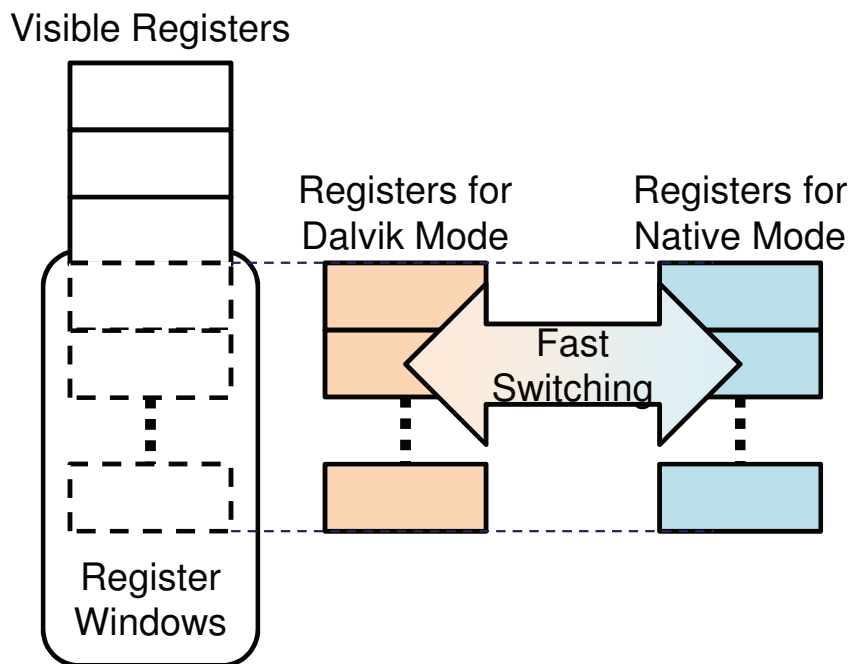 Visible Registers
Registers for
Dalvik Mode
Registers for
Native Mode
Fast
Switching
Register
Windows